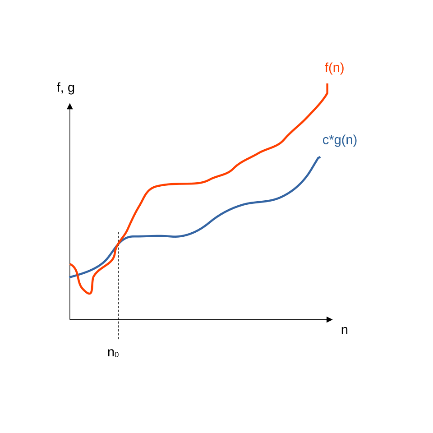 f(n)
f, g
c*g(n)
n
n₀